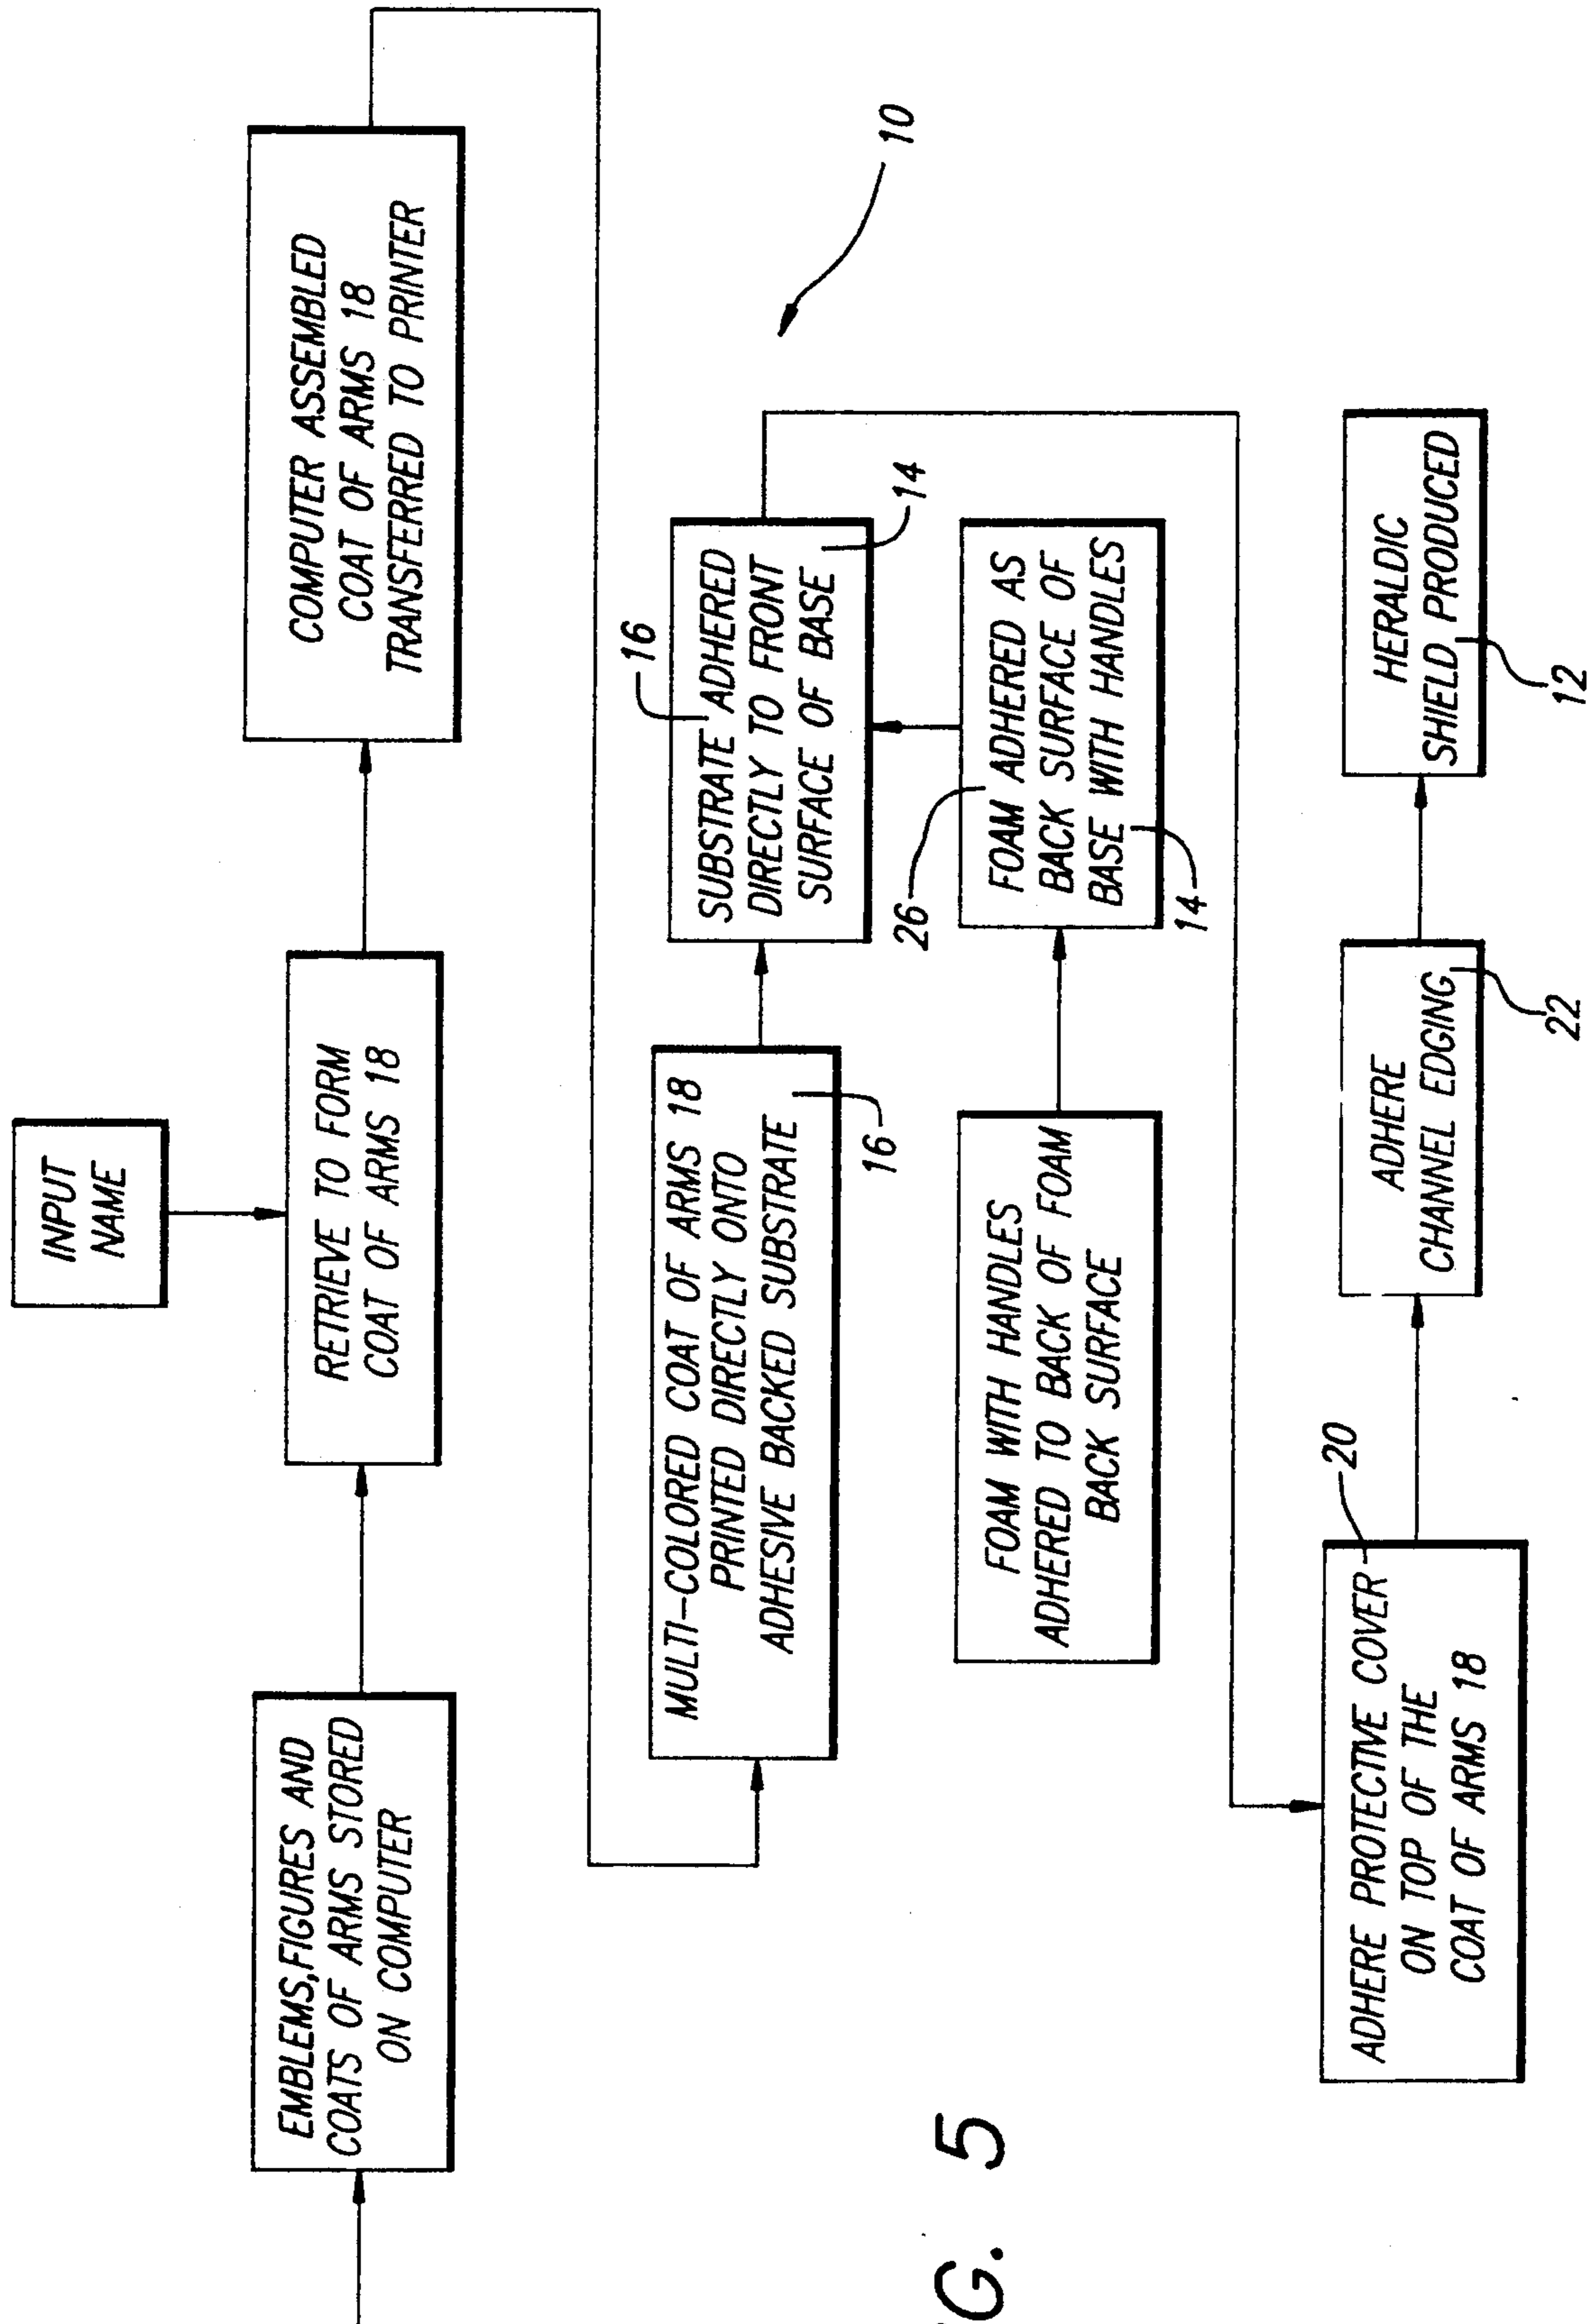 INPUT
NAME
EMBLEMS,FIGURES AND
COATS OF ARMS STORED
ON COMPUTER
RETRIEVE TO FORM
COAT OF ARMS 18
COMPUTER ASSEMBLED
COAT OF ARMS 18
TRANSFERRED TO PRINTER
MULTI-COLORED COAT OF ARMS 18
PRINTED DIRECTLY ONTO
ADHESIVE BACKED SUBSTRATE
16
16
SUBSTRATE ADHERED
DIRECTLY TO FRONT
SURFACE OF BASE
14
10
FOAM WITH HANDLES
ADHERED TO BACK OF FOAM
BACK SURFACE
26
FOAM ADHERED AS
BACK SURFACE OF
BASE WITH HANDLES
14
ADHERE PROTECTIVE COVER
ON TOP OF THE
COAT OF ARMS 18
20
ADHERE
CHANNEL EDGING
22
HERALDIC
SHIELD PRODUCED
12
G. 5